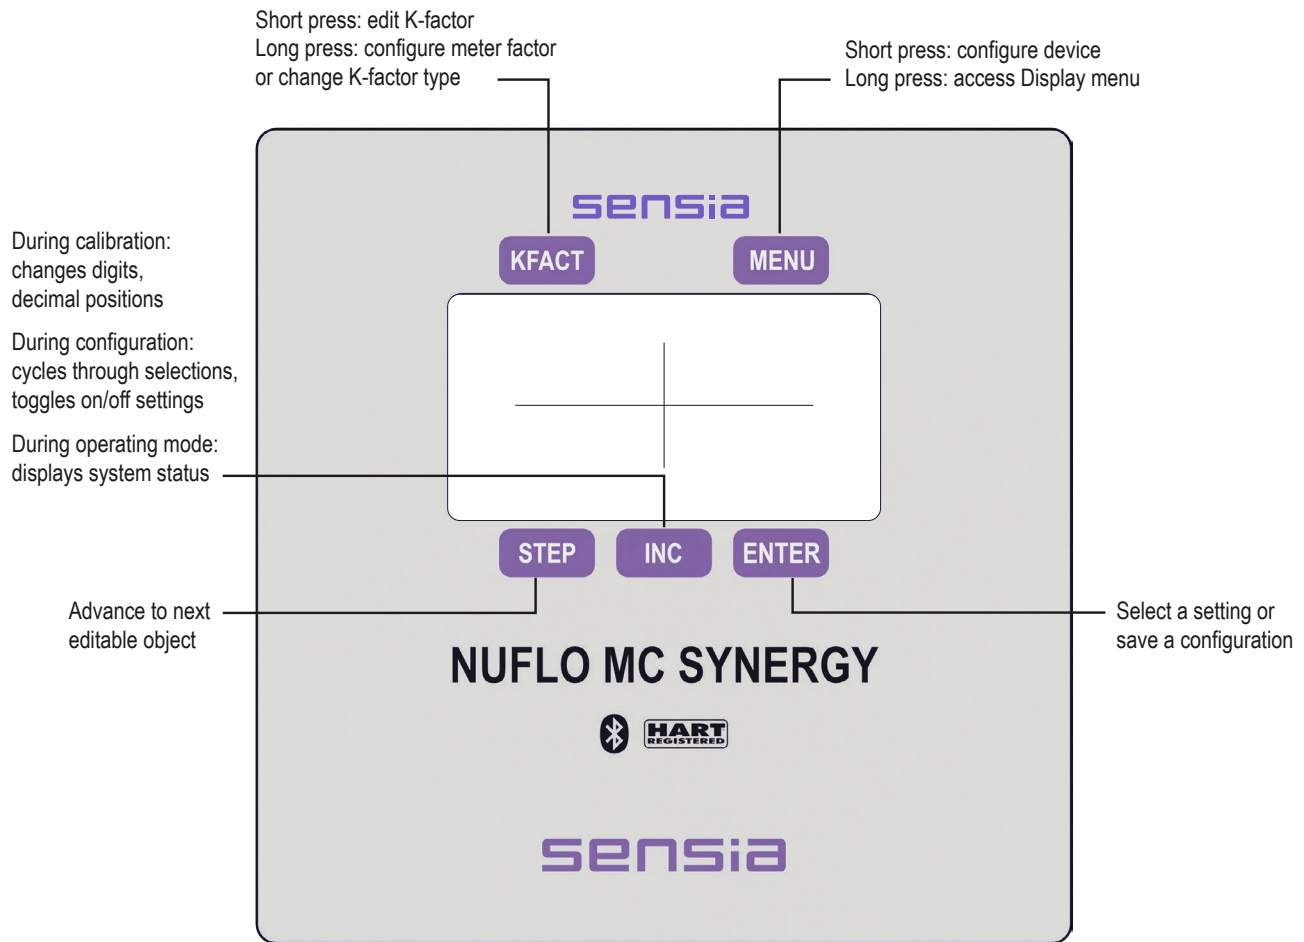 Short press: edit K-factor
Long press: configure meter factor
or change K-factor type
Short press: configure device
Long press: access Display menu
sensia
KFACT
MENU
During calibration:
changes digits,
decimal positions
During configuration:
cycles through selections,
toggles on/off settings
During operating mode:
displays system status
STEP
INC
ENTER
Advance to next
editable object
Select a setting or
save a configuration
NUFLO MC SYNERGY
HART
REGISTERED
sensia